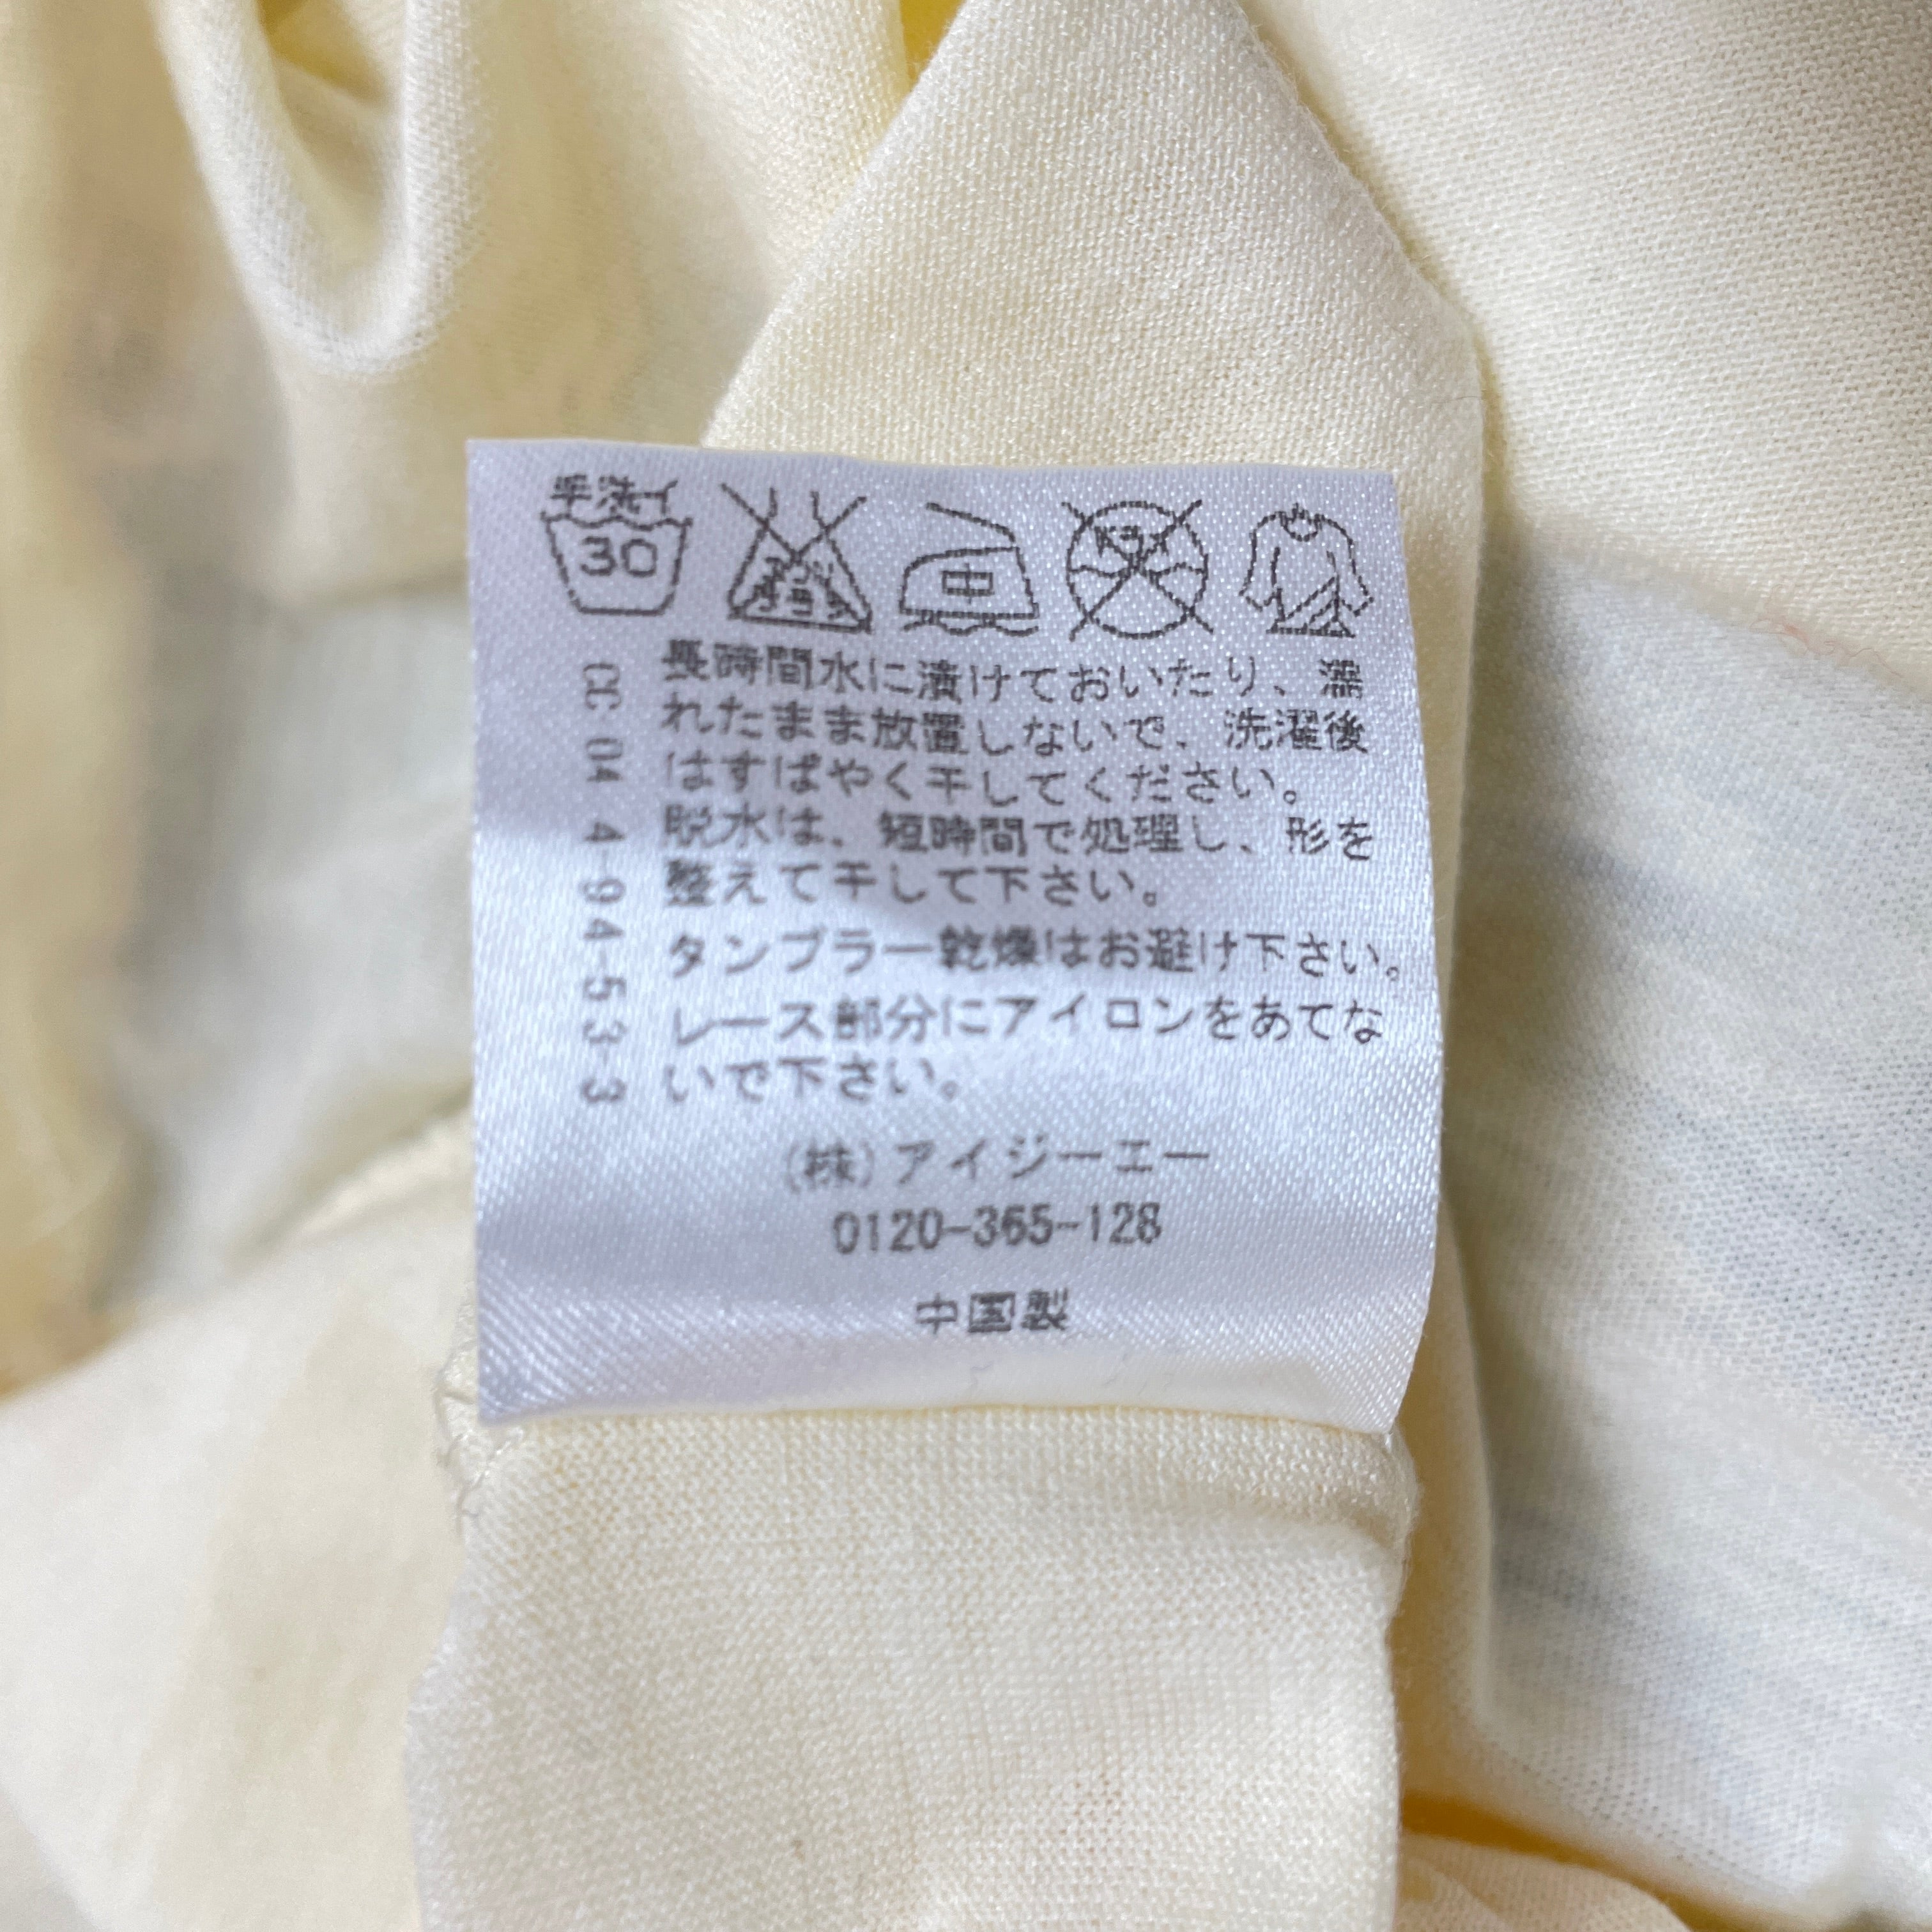 手洗イ
30
中
長時間水に漬けておいたり、濡
れたまま放置しないで、洗濯後
はすばやく干してください。
脱水は、短時間で処理し、形を
整えて干して下さい。
タンブラー乾燥はお避け下さい。
レース部分にアイロンをあてな
いで下さい。
CC 04 4-94-53-3
(株)アイジーエー
0120-365-128
中国製